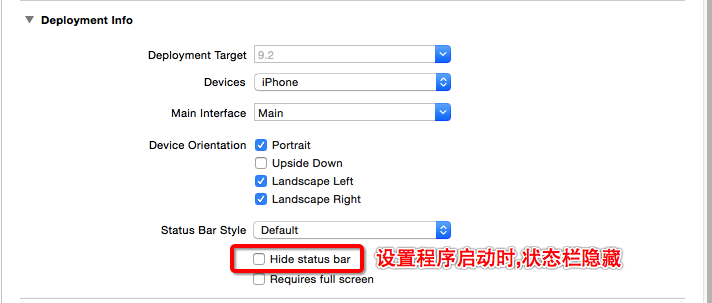 Deployment Info
Deployment Target 9.2
Devices iPhone
Main Interface Main
Device Orientation Portrait
Upside Down
Landscape Left
Landscape Right
Status Bar Style Default
Hide status bar 设置程序启动时,状态栏隐藏
Requires full screen